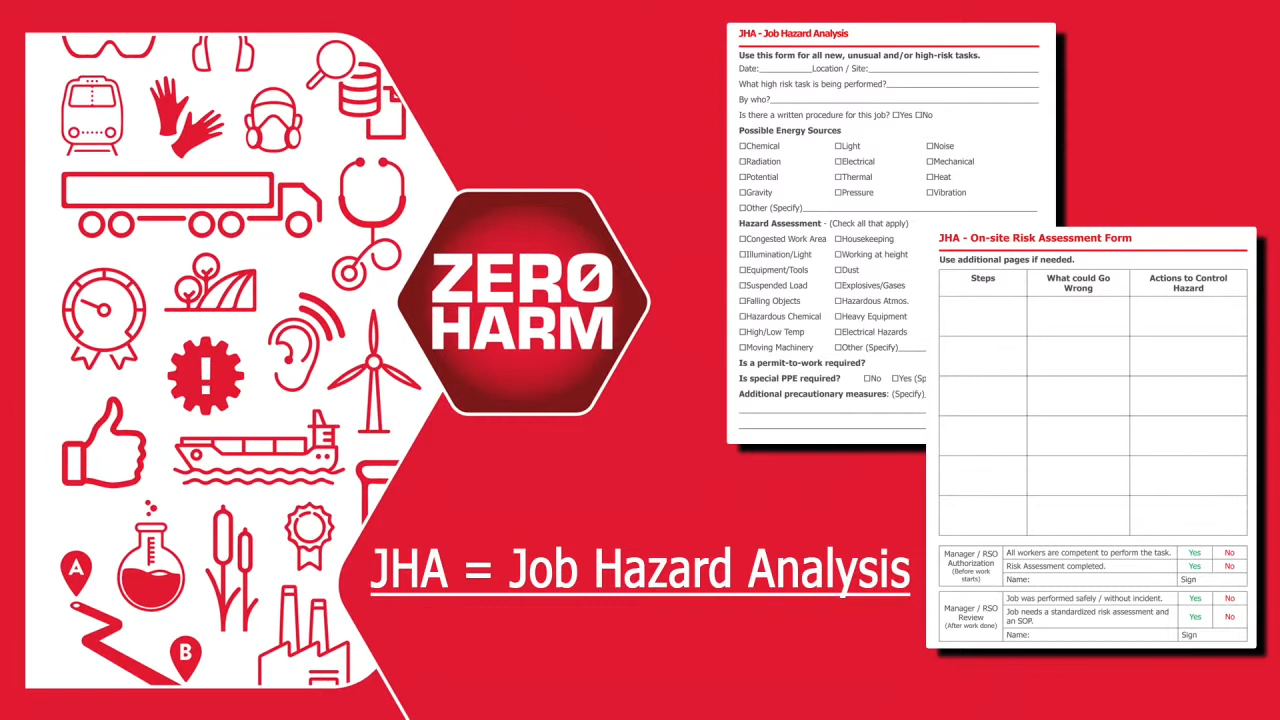 ZERO
HARM
JHA = Job Hazard Analysis
A
B
JHA - Job Hazard Analysis
Use this form for all new, unusual and/or high-risk tasks.
Date:____________Location / Site:____________
What high risk task is being performed?____________
By who?____________
Is there a written procedure for this job? ☐Yes ☐No
Possible Energy Sources
☐Chemical ☐Light ☐Noise
☐Radiation ☐Electrical ☐Mechanical
☐Potential ☐Thermal ☐Heat
☐Gravity ☐Pressure ☐Vibration
☐Other (Specify)____________
Hazard Assessment - (Check all that apply)
☐Congested Work Area ☐Housekeeping
☐Illumination/Light ☐Working at height
☐Equipment/Tools ☐Dust
☐Suspended Load ☐Explosives/Gases
☐Falling Objects ☐Hazardous Atmos.
☐Hazardous Chemical ☐Heavy Equipment
☐High/Low Temp ☐Electrical Hazards
☐Moving Machinery ☐Other (Specify)______
Is a permit-to-work required?
Is special PPE required? ☐No ☐Yes (Sp
Additional precautionary measures: (Specify)
JHA - On-site Risk Assessment Form
Use additional pages if needed.
Steps What could Go Wrong Actions to Control Hazard
Manager / RSO Authorization (Before work starts)
All workers are competent to perform the task. Yes No
Risk Assessment completed. Yes No
Name: Sign
Manager / RSO Review (After work done)
Job was performed safely / without incident. Yes No
Job needs a standardized risk assessment and an SOP. Yes No
Name: Sign